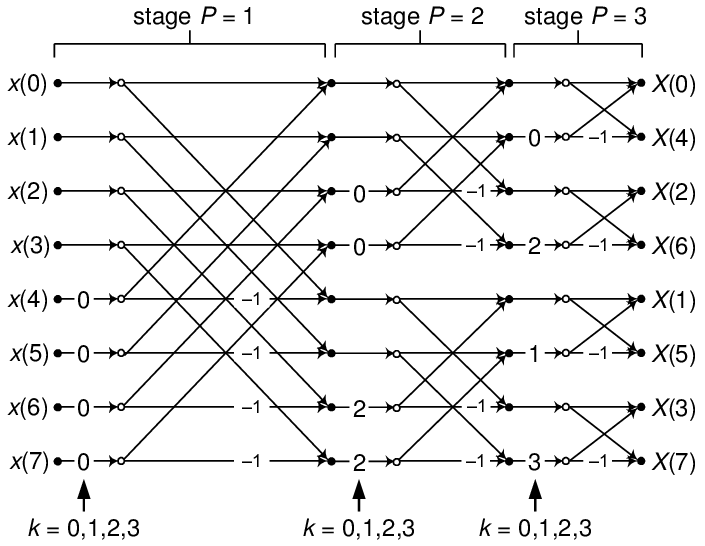 stage P = 1 stage P = 2 stage P = 3
x(0) X(0)
x(1) 0 –1 X(4)
x(2) 0 –1 X(2)
x(3) 0 –1 2 –1 X(6)
x(4) 0 –1 X(1)
x(5) 0 –1 1 –1 X(5)
x(6) 0 –1 2 –1 X(3)
x(7) 0 –1 2 –1 3 –1 X(7)
k = 0,1,2,3 k = 0,1,2,3 k = 0,1,2,3